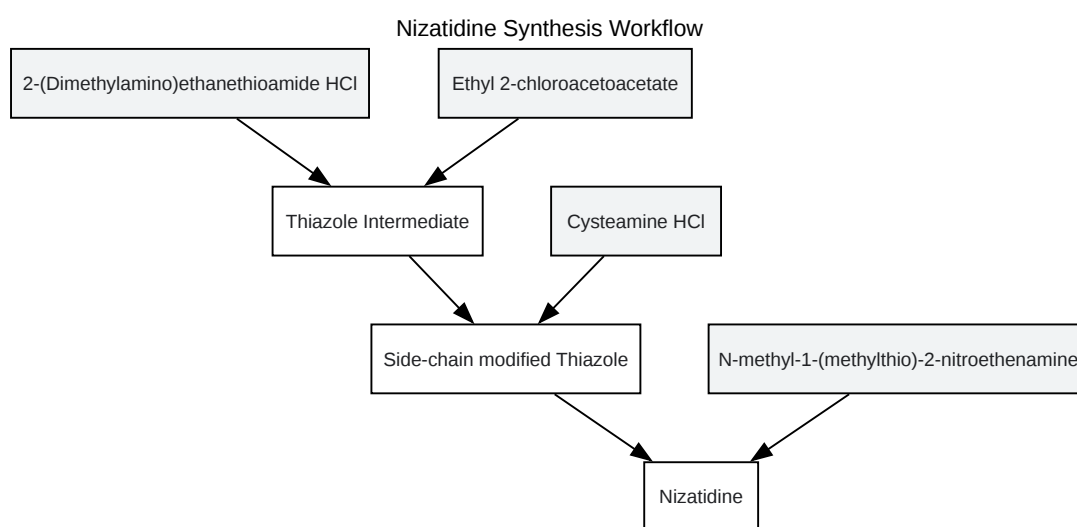 Nizatidine Synthesis Workflow
2-(Dimethylamino)ethanethioamide HCl
Ethyl 2-chloroacetoacetate
Thiazole Intermediate
Cysteamine HCl
Side-chain modified Thiazole
N-methyl-1-(methylthio)-2-nitroethenamine
Nizatidine